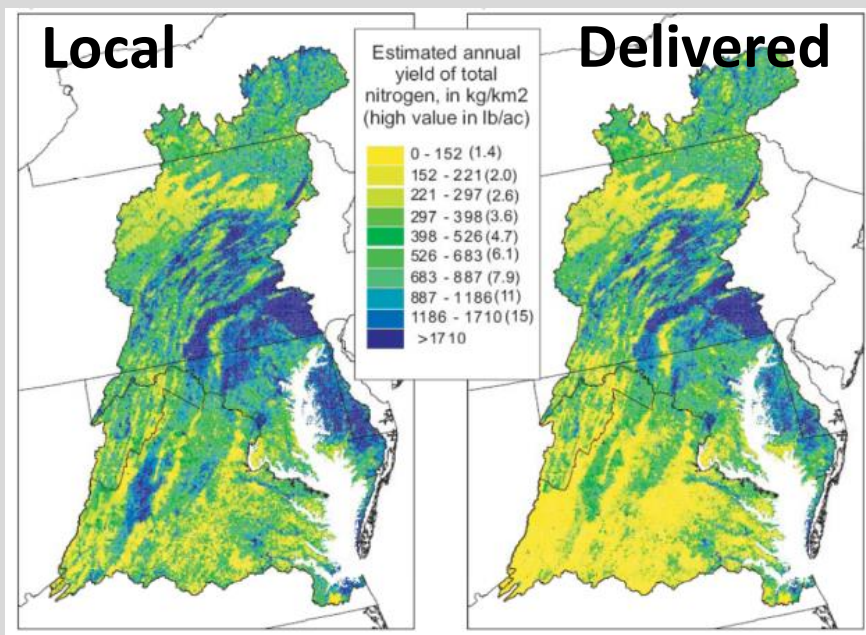 Local
Delivered
Estimated annual
yield of total
nitrogen, in kg/km2
(high value in lb/ac)
0 - 152 (1.4)
152 - 221 (2.0)
221 - 297 (2.6)
297 - 398 (3.6)
398 - 526 (4.7)
526 - 683 (6.1)
683 - 887 (7.9)
887 - 1186 (11)
1186 - 1710 (15)
>1710